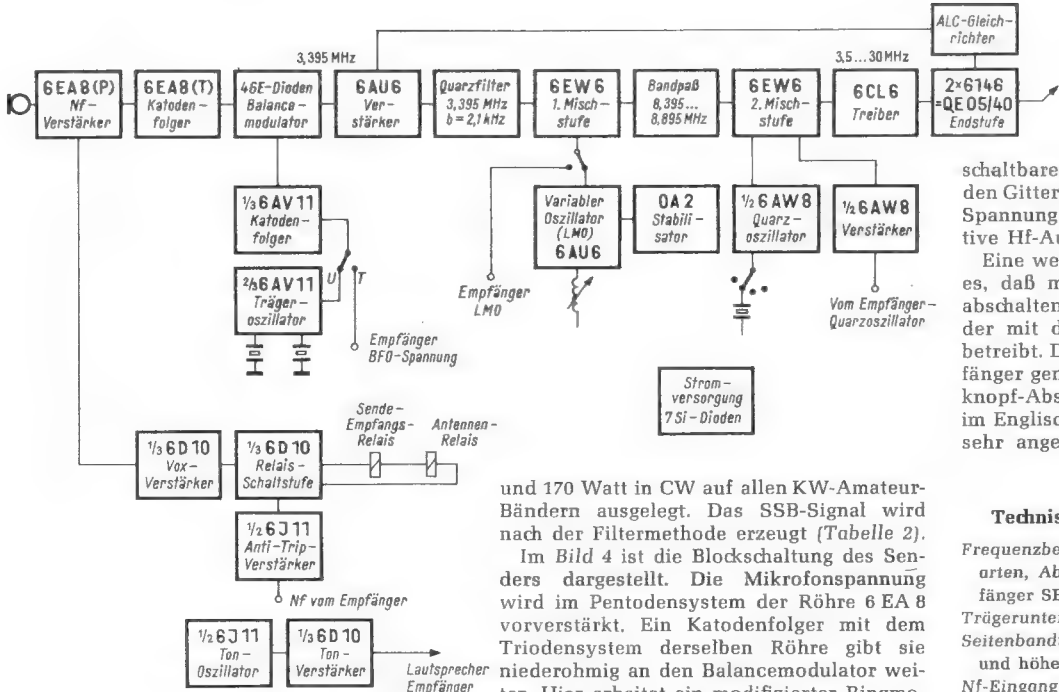 ALC-Gleich-
richter
3,395 MHz
3,5...30 MHz
6EA8(P)
Nf-
Verstärker
6EA8(T)
Katoden-
folger
4GE-Dioden
Balance-
modulator
6AU6
Ver-
stärker
Quarzfilter
3,395 MHz
b = 2,1 kHz
6EW6
1. Misch-
stufe
Bandpaß
8,395...
8,895 MHz
6EW6
2. Misch-
stufe
6CL6
Treiber
2×6146
=QE 05/40
Endstufe
1/3 6AV11
Katoden-
folger
2/3 6AV11
Träger-
oszillator
U
T
Empfänger
BFO-Spannung
Empfänger
LMO
Variabler
Oszillator
(LMO)
6AU6
0A2
Stabili-
sator
1/2 6AW8
Quarz-
oszillator
1/2 6AW8
Verstärker
Vom Empfänger-
Quarzoszillator
Strom-
versorgung
7 Si-Dioden
1/3 6D10
Vox-
Verstärker
1/3 6D10
Relais-
Schaltstufe
Sende-
Empfangs-
Relais
Antennen-
Relais
1/2 6J11
Anti-Trip-
Verstärker
Nf vom Empfänger
1/2 6J11
Ton-
Oszillator
1/3 6D10
Ton-
Verstärker
Lautsprecher
Empfänger
und 170 Watt in CW auf allen KW-Amateur-
Bändern ausgelegt. Das SSB-Signal wird
nach der Filtermethode erzeugt (Tabelle 2).
Im Bild 4 ist die Blockschaltung des Sen-
ders dargestellt. Die Mikrofonspannung
wird im Pentodensystem der Röhre 6 EA 8
vorverstärkt. Ein Katodenfolger mit dem
Triodensystem derselben Röhre gibt sie
niederohmig an den Balancemodulator wei-
schaltbare
den Gitter
Spannung
tive Hf-Au
Eine we
es, daß m
abschalten
der mit d
betreibt. D
fänger gen
knopf-Abs
im Englisch
sehr ange
Technis
Frequenzbe
arten, Ab
fänger SB
Trägerunter
Seitenbandt
und höhe
Nf-Eingang